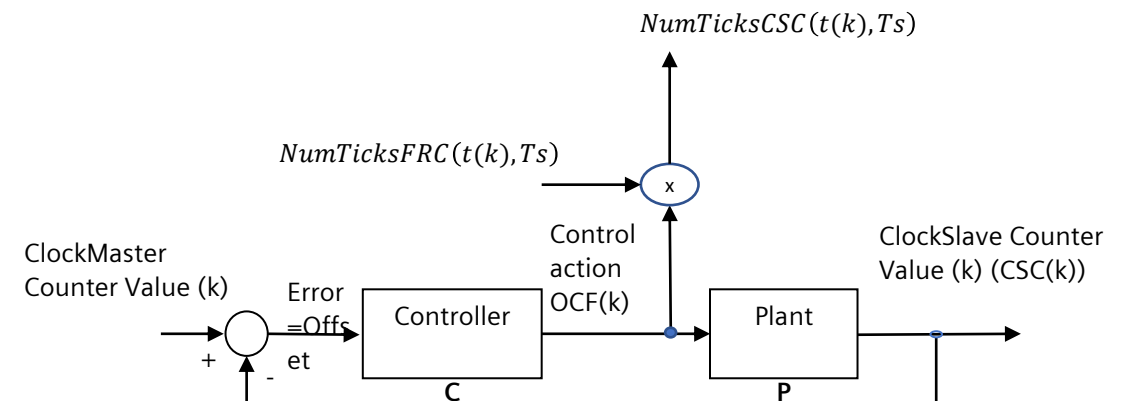 NumTicksCSC(t(k),Ts)
NumTicksFRC(t(k),Ts)
x
ClockMaster
Counter Value (k)
+
-
Error
=Offs
et
Controller
C
Control
action
OCF(k)
Plant
P
ClockSlave Counter
Value (k) (CSC(k))